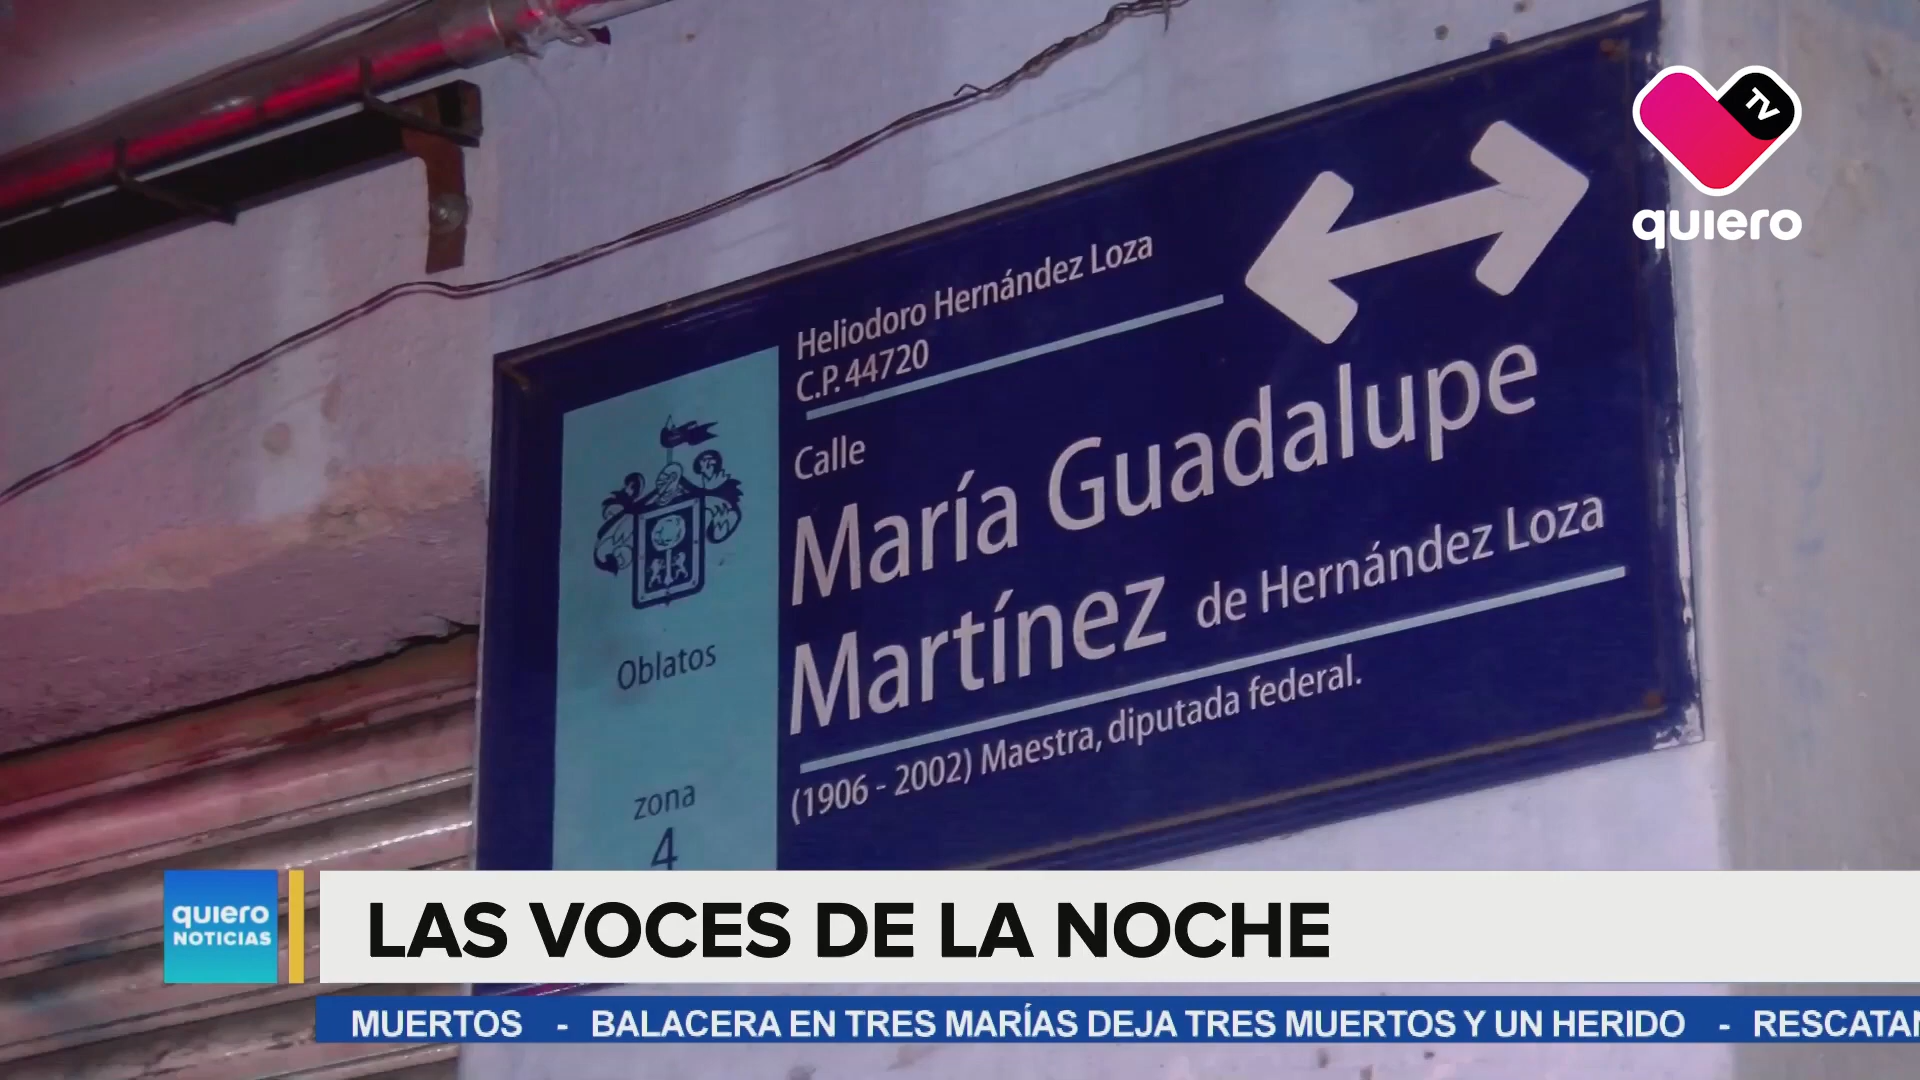 TV
quiero
Heliodoro Hernández Loza
C.P. 44720
Calle
María Guadalupe
Martínez de Hernández Loza
(1906 - 2002) Maestra, diputada federal.
Oblatos
zona
4
quiero
NOTICIAS
LAS VOCES DE LA NOCHE
MUERTOS - BALACERA EN TRES MARÍAS DEJA TRES MUERTOS Y UN HERIDO - RESCATAN